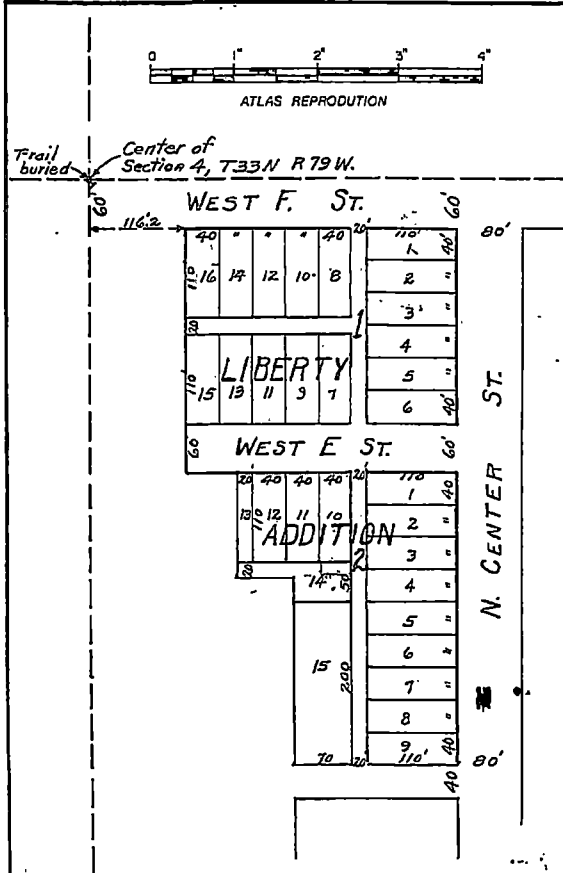 0 1" 2" 3" 4"
ATLAS REPRODUTION
T-rail buried
Center of
Section 4, T33N R79W.
60'
WEST F. ST.
60'
116.2
40 " " " 40 20' 110' 80'
16 14 12 10 8
110
1 40'
2 "
3 "
4 "
5 "
6 40'
20
1
LIBERTY
110'
15 13 11 9 7
N. CENTER ST.
60
WEST E ST.
60'
20 40 40 40 20' 110'
13 110 12 11 10
1 40
2 "
3 "
4 "
5 "
6 "
7 "
8 "
9 40
ADDITION
2
20
14 50
15
200
70 20' 110' 80'
40